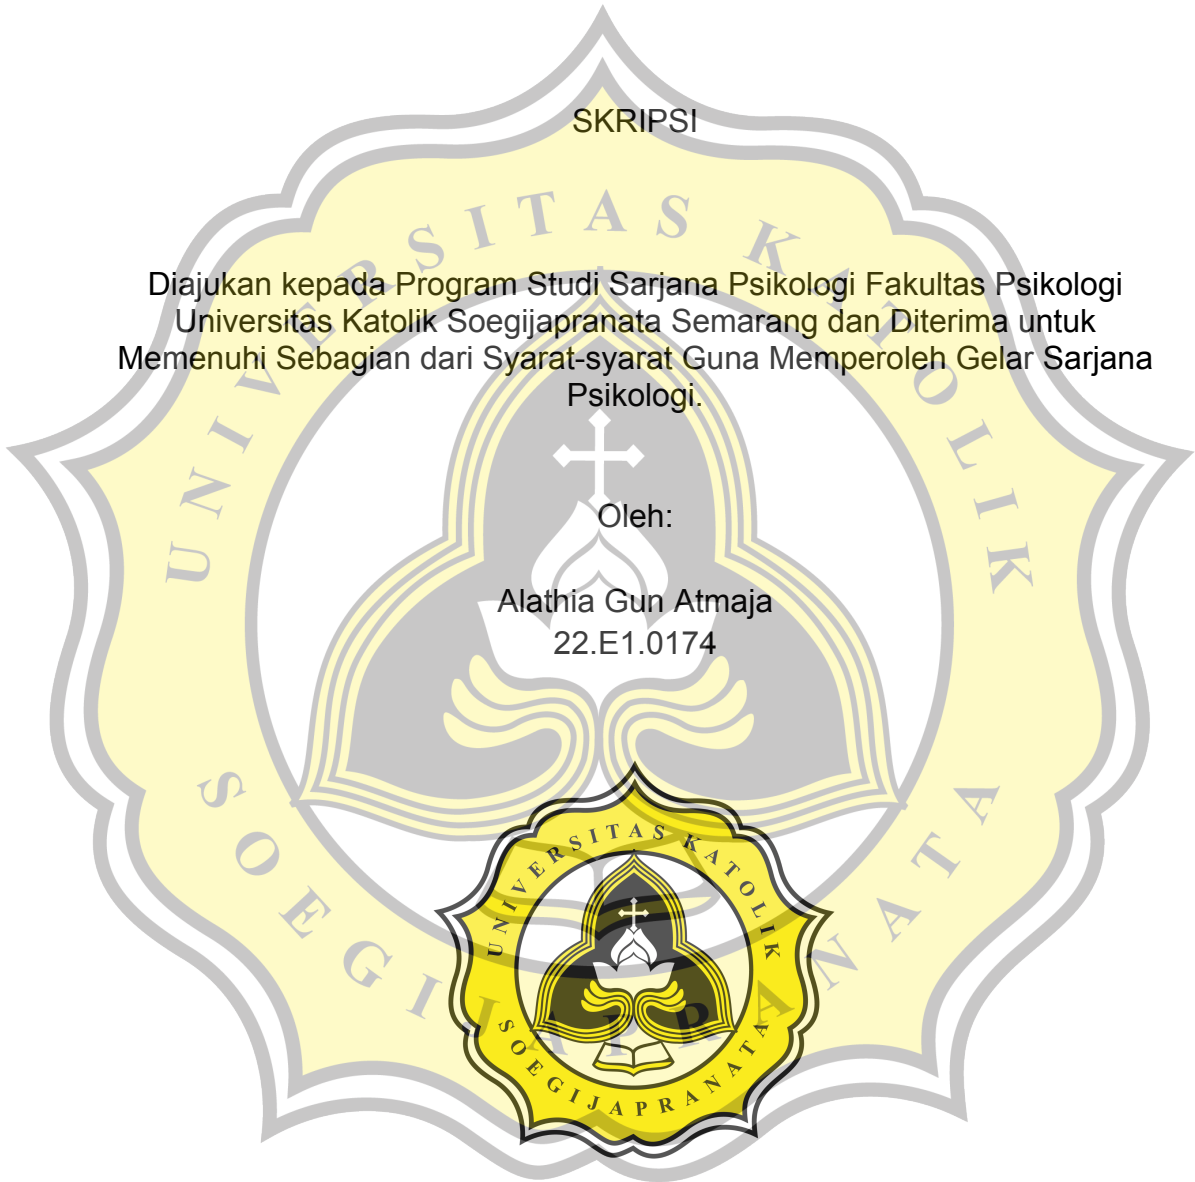 SKRIPSI
Diajukan kepada Program Studi Sarjana Psikologi Fakultas Psikologi
Universitas Katolik Soegijapranata Semarang dan Diterima untuk
Memenuhi Sebagian dari Syarat-syarat Guna Memperoleh Gelar Sarjana
Psikologi.
Oleh:
Alathia Gun Atmaja
22.E1.0174
UNIVERSITAS KATOLIK
SOEGIJAPRANATA
UNIVERSITAS KATOLIK
SOEGIJAPRANATA